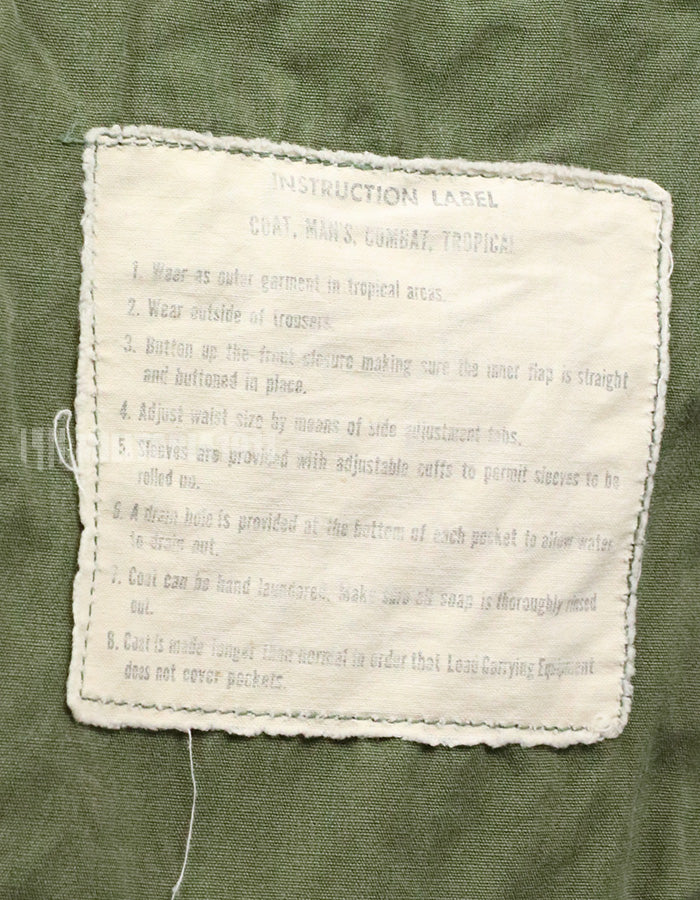 INSTRUCTION LABEL
COAT, MAN'S, COMBAT, TROPICAL
1. Wear as outer garment in tropical areas.
2. Wear outside of trousers.
3. Button up the front closure making sure the inner flap is straight
and buttoned in place.
4. Adjust waist size by means of side adjustment tabs.
5. Sleeves are provided with adjustable cuffs to permit sleeves to be
rolled up.
6. A drain hole is provided at the bottom of each pocket to allow water
to drain out.
7. Coat can be hand laundered. Make sure all soap is thoroughly rinsed
out.
8. Coat is made longer than normal in order that Load Carrying Equipment
does not cover pockets.